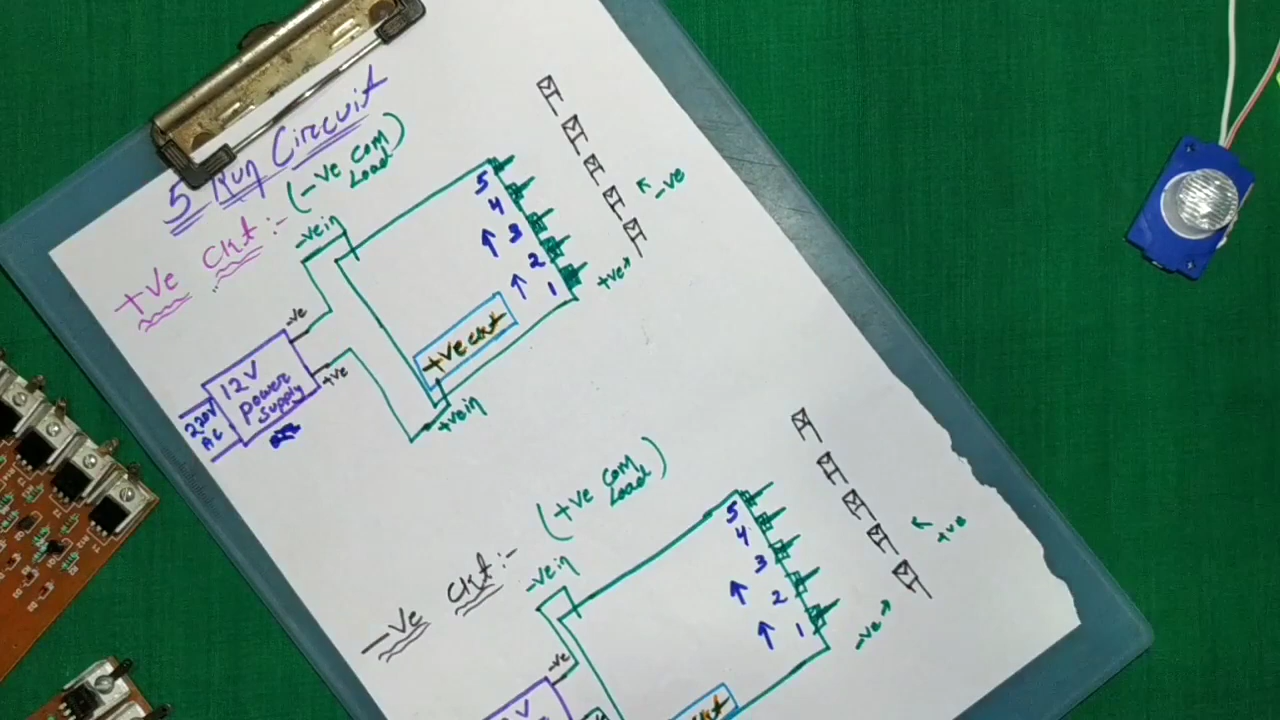 5 Run Circuit
+Ve Ckt :- (-Ve Com
Load)
-ve in
5
4
3
2
1
-ve
+ve
-ve
+ve
12V
Power
Supply
220V
AC
+ve ckt
+ve in
-Ve Ckt :- (+Ve Com
Load)
-ve in
5
4
3
2
1
+ve
-ve
-ve